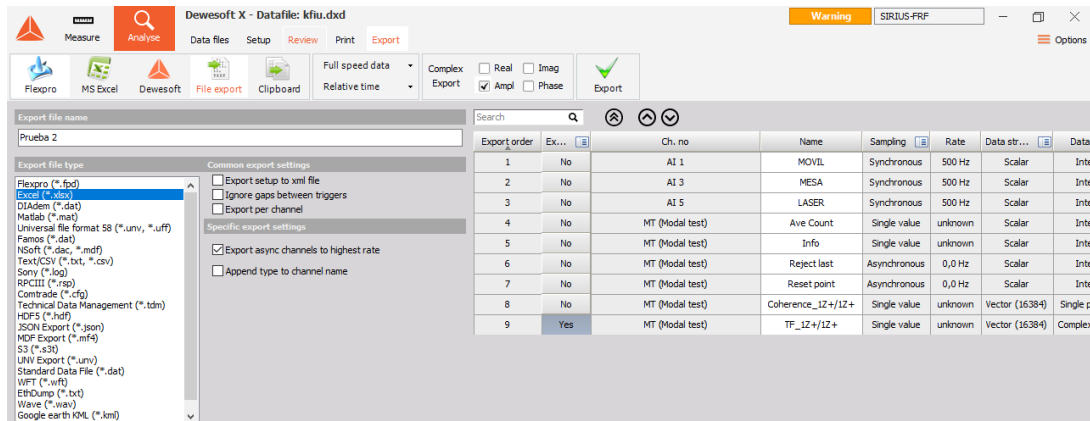 Dewesoft X - Datafile: kfiu.dxd
Warning
SIRIUS-FRF
Measure
Analyse
Data files Setup Review Print Export
Options
Flexpro
MS Excel
Dewesoft
File export
Clipboard
Full speed data
Relative time
Complex
Export
Real Imag
Ampl Phase
Export
Export file name
Prueba 2
Export file type
Flexpro (*.fpd)
Excel (*.xlsx)
DIAdem (*.dat)
Matlab (*.mat)
Universal file format 58 (*.unv, *.uff)
Famos (*.dat)
NSoft (*.dac, *.mdf)
Text/CSV (*.txt, *.csv)
Sony (*.log)
RPCIII (*.rsp)
Comtrade (*.cfg)
Technical Data Management (*.tdm)
HDF5 (*.hdf)
JSON Export (*.json)
MDF Export (*.mf4)
S3 (*.s3t)
UNV Export (*.unv)
Standard Data File (*.dat)
WFT (*.wft)
EthDump (*.txt)
Wave (*.wav)
Google earth KML (*.kml)
Common export settings
Export setup to xml file
Ignore gaps between triggers
Export per channel
Specific export settings
Export async channels to highest rate
Append type to channel name
Search
Export order Ex... Ch. no Name Sampling Rate Data str... Data
1 No AI 1 MOVIL Synchronous 500 Hz Scalar Inte
2 No AI 3 MESA Synchronous 500 Hz Scalar Inte
3 No AI 5 LASER Synchronous 500 Hz Scalar Inte
4 No MT (Modal test) Ave Count Single value unknown Scalar Inte
5 No MT (Modal test) Info Single value unknown Scalar Inte
6 No MT (Modal test) Reject last Asynchronous 0,0 Hz Scalar Inte
7 No MT (Modal test) Reset point Asynchronous 0,0 Hz Scalar Inte
8 No MT (Modal test) Coherence_1Z+/1Z+ Single value unknown Vector (16384) Single p
9 Yes MT (Modal test) TF_1Z+/1Z+ Single value unknown Vector (16384) Complex